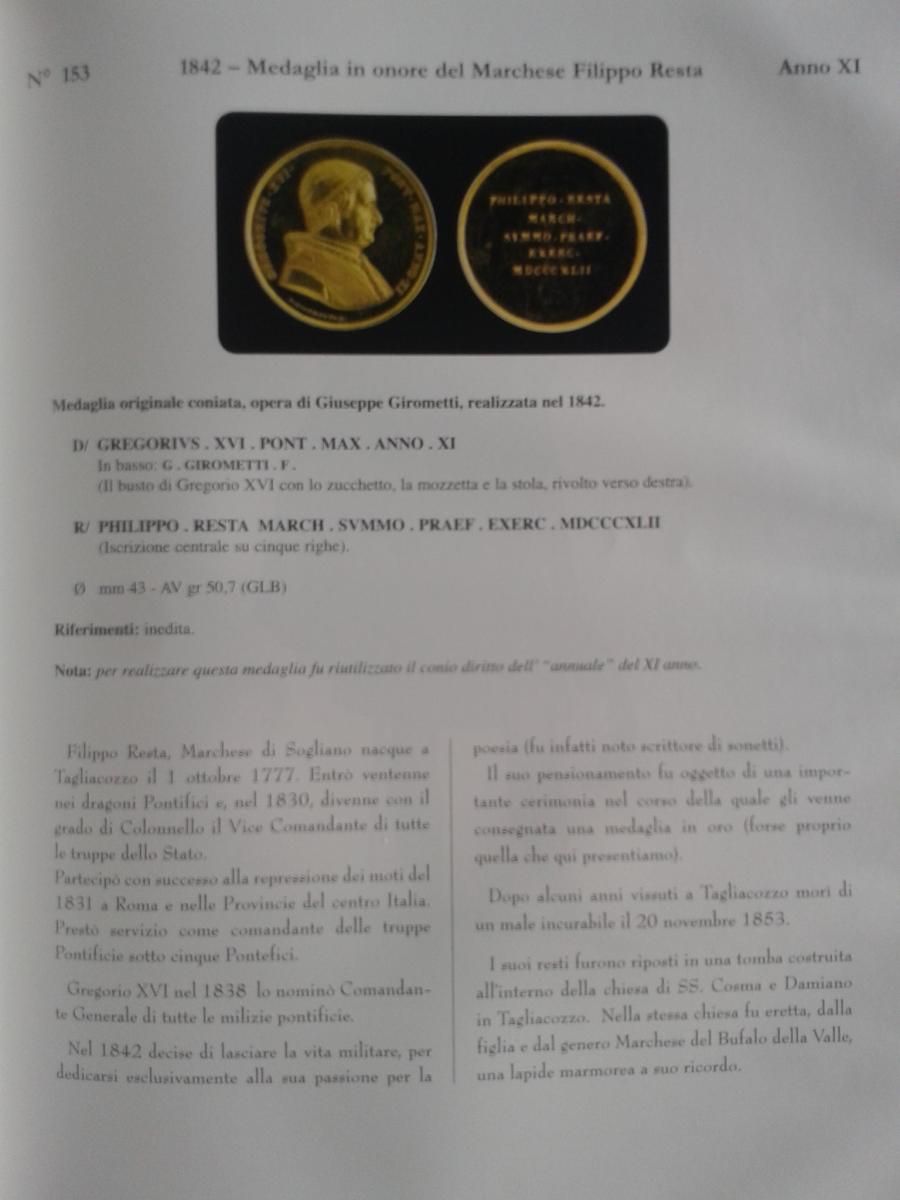 N° 153
1842 – Medaglia in onore del Marchese Filippo Resta
Anno XI
GREGORIVS · XVI · PONT · MAX · ANNO · XI
PHILIPPO · RESTA
MARCH ·
SVMMO · PRAEF ·
EXERC ·
MDCCCXLII
Medaglia originale coniata, opera di Giuseppe Girometti, realizzata nel 1842.
D/ GREGORIVS . XVI . PONT . MAX . ANNO . XI
In basso: G . GIROMETTI . F .
(Il busto di Gregorio XVI con lo zucchetto, la mozzetta e la stola, rivolto verso destra).
R/ PHILIPPO . RESTA MARCH . SVMMO . PRAEF . EXERC . MDCCCXLII
(Iscrizione centrale su cinque righe).
Ø mm 43 - AV gr 50,7 (GLB)
Riferimenti: inedita.
Nota: per realizzare questa medaglia fu riutilizzato il conio diritto dell' "annuale" del XI anno.
Filippo Resta, Marchese di Sogliano nacque a
Tagliacozzo il 1 ottobre 1777. Entrò ventenne
nei dragoni Pontifici e, nel 1830, divenne con il
grado di Colonnello il Vice Comandante di tutte
le truppe dello Stato.
Partecipò con successo alla repressione dei moti del
1831 a Roma e nelle Provincie del centro Italia.
Prestò servizio come comandante delle truppe
Pontificie sotto cinque Pontefici.
Gregorio XVI nel 1838 lo nominò Comandan-
te Generale di tutte le milizie pontificie.
Nel 1842 decise di lasciare la vita militare, per
dedicarsi esclusivamente alla sua passione per la
poesia (fu infatti noto scrittore di sonetti).
Il suo pensionamento fu oggetto di una impor-
tante cerimonia nel corso della quale gli venne
consegnata una medaglia in oro (forse proprio
quella che qui presentiamo).
Dopo alcuni anni vissuti a Tagliacozzo morì di
un male incurabile il 20 novembre 1853.
I suoi resti furono riposti in una tomba costruita
all'interno della chiesa di SS. Cosma e Damiano
in Tagliacozzo. Nella stessa chiesa fu eretta, dalla
figlia e dal genero Marchese del Bufalo della Valle,
una lapide marmorea a suo ricordo.